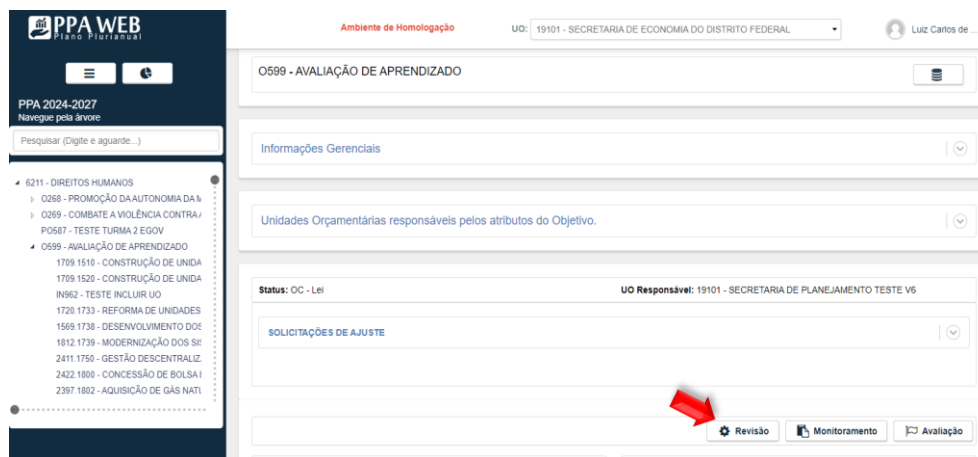 PPA WEB
Plano Plurianual
Ambiente de Homologação
UO: 19101 - SECRETARIA DE ECONOMIA DO DISTRITO FEDERAL
Luiz Carlos de ...
PPA 2024-2027
Navegue pela árvore
Pesquisar (Digite e aguarde...)
6211 - DIREITOS HUMANOS
O268 - PROMOÇÃO DA AUTONOMIA DA M
O269 - COMBATE A VIOLÊNCIA CONTRA A
PO587 - TESTE TURMA 2 EGOV
O599 - AVALIAÇÃO DE APRENDIZADO
1709.1510 - CONSTRUÇÃO DE UNIDA
1709.1520 - CONSTRUÇÃO DE UNIDA
IN962 - TESTE INCLUIR UO
1720.1733 - REFORMA DE UNIDADES
1569.1738 - DESENVOLVIMENTO DOS
1812.1739 - MODERNIZAÇÃO DOS SIS
2411.1750 - GESTÃO DESCENTRALIZ
2422.1800 - CONCESSÃO DE BOLSA I
2397.1802 - AQUISIÇÃO DE GÁS NATU
O599 - AVALIAÇÃO DE APRENDIZADO
Informações Gerenciais
Unidades Orçamentárias responsáveis pelos atributos do Objetivo.
Status: OC - Lei
UO Responsável: 19101 - SECRETARIA DE PLANEJAMENTO TESTE V6
SOLICITAÇÕES DE AJUSTE
Revisão
Monitoramento
Avaliação